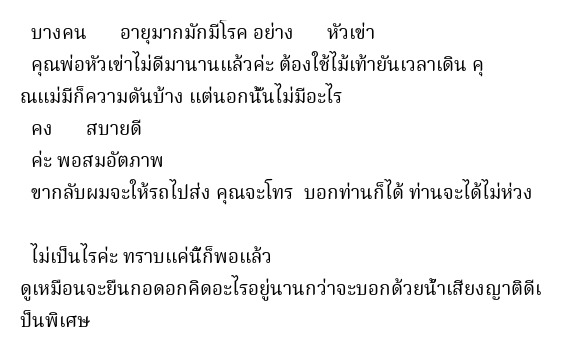 บางคน อายุมากมักมีโรค อย่าง หัวเข่า
คุณพ่อหัวเข่าไม่ดีมานานแล้วค่ะ ต้องใช้ไม้เท้ายันเวลาเดิน คุ
ณแม่มีก็ความดันบ้าง แต่นอกนั้นไม่มีอะไร
คง สบายดี
ค่ะ พอสมอัตภาพ
ขากลับผมจะให้รถไปส่ง คุณจะโทร บอกท่านก็ได้ ท่านจะได้ไม่ห่วง
ไม่เป็นไรค่ะ ทราบแค่นี้ก็พอแล้ว
ดูเหมือนจะยืนกอดอกคิดอะไรอยู่นานกว่าจะบอกด้วยน้ำเสียงญาติดีเ
ป็นพิเศษ